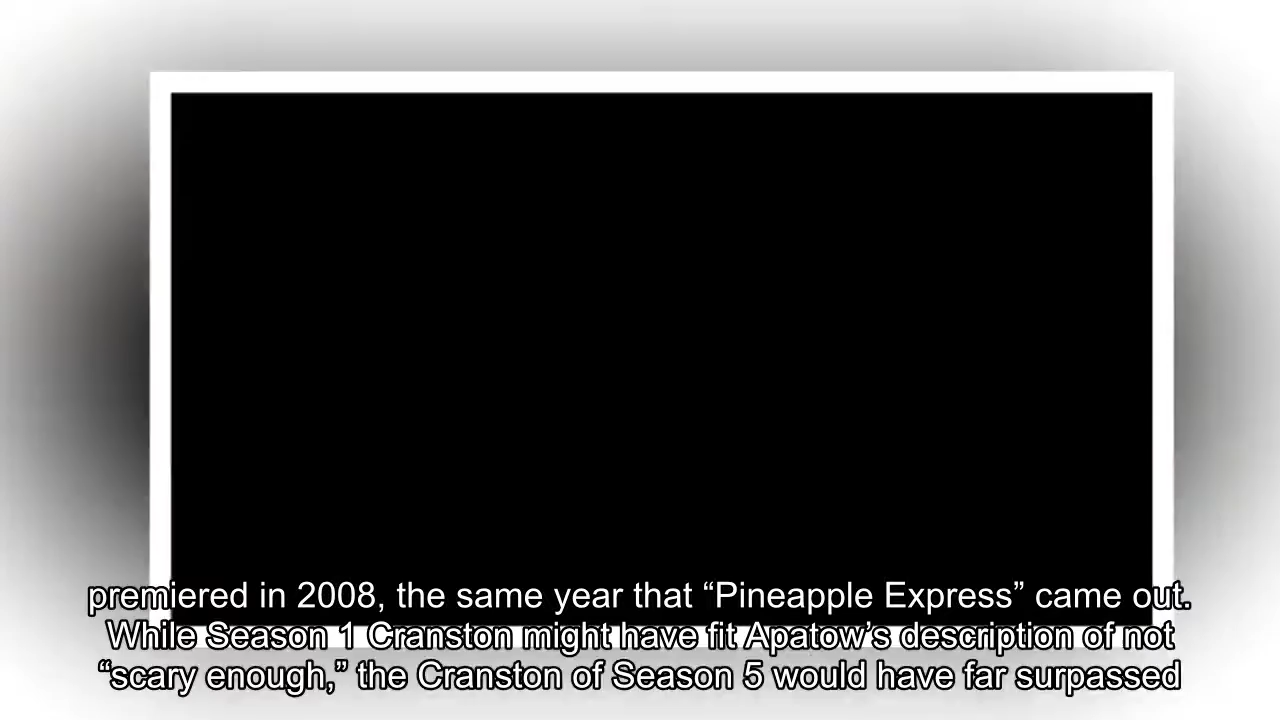 premiered in 2008, the same year that “Pineapple Express” came out.
While Season 1 Cranston might have fit Apatow’s description of not
“scary enough,” the Cranston of Season 5 would have far surpassed